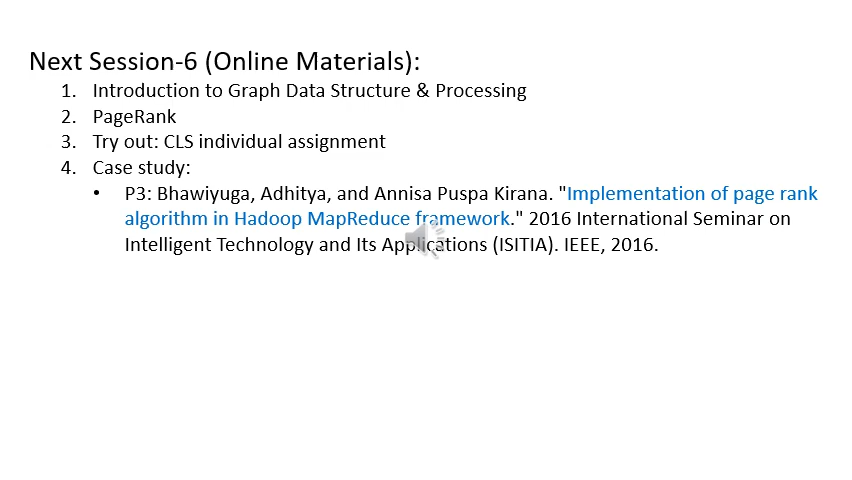 Next Session-6 (Online Materials):
1. Introduction to Graph Data Structure & Processing
2. PageRank
3. Try out: CLS individual assignment
4. Case study:
• P3: Bhawiyuga, Adhitya, and Annisa Puspa Kirana. "Implementation of page rank
algorithm in Hadoop MapReduce framework." 2016 International Seminar on
Intelligent Technology and Its Applications (ISITIA). IEEE, 2016.